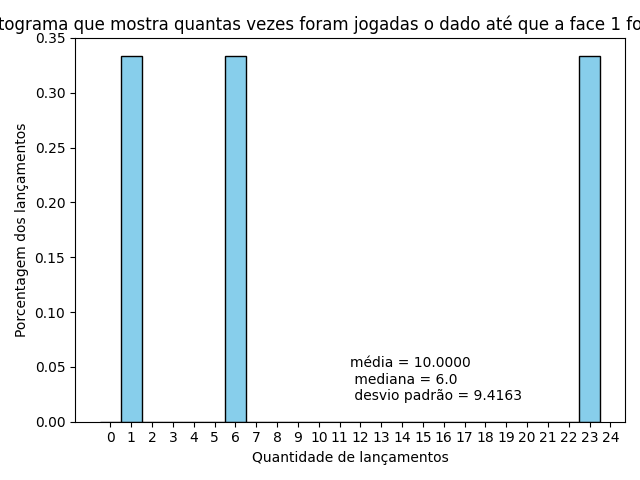 tograma que mostra quantas vezes foram jogadas o dado até que a face 1 fo
0.35
0.30
0.25
0.20
0.15
0.10
0.05
0.00
Porcentagem dos lançamentos
média = 10.0000
mediana = 6.0
desvio padrão = 9.4163
0 1 2 3 4 5 6 7 8 9 10 11 12 13 14 15 16 17 18 19 20 21 22 23 24
Quantidade de lançamentos